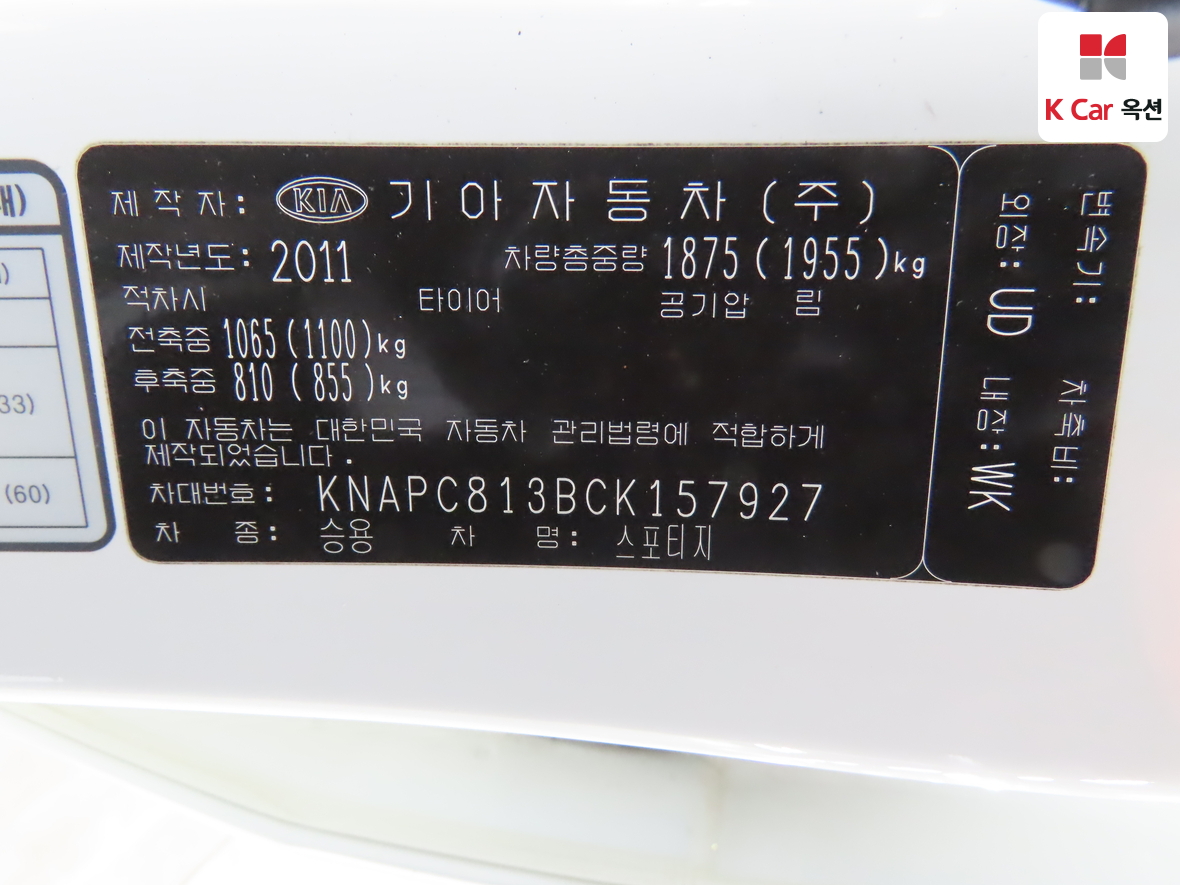 K Car 옥션
제 작 자 : KIA 기 아 자 동 차 ( 주 )
제작년도 : 2011 차량총중량 1875 ( 1955 )kg
적차시 타이어 공기압 림
전축중 1065 ( 1100 )kg
후축중 810 ( 855 )kg
이 자동차는 대한민국 자동차 관리법령에 적합하게
제작되었습니다 .
차대번호 : KNAPC813BCK157927
차 종 : 승용 차 명 : 스포티지
변속기 : 차축비 :
외장 : UD 내장 : WK
33)
(60)